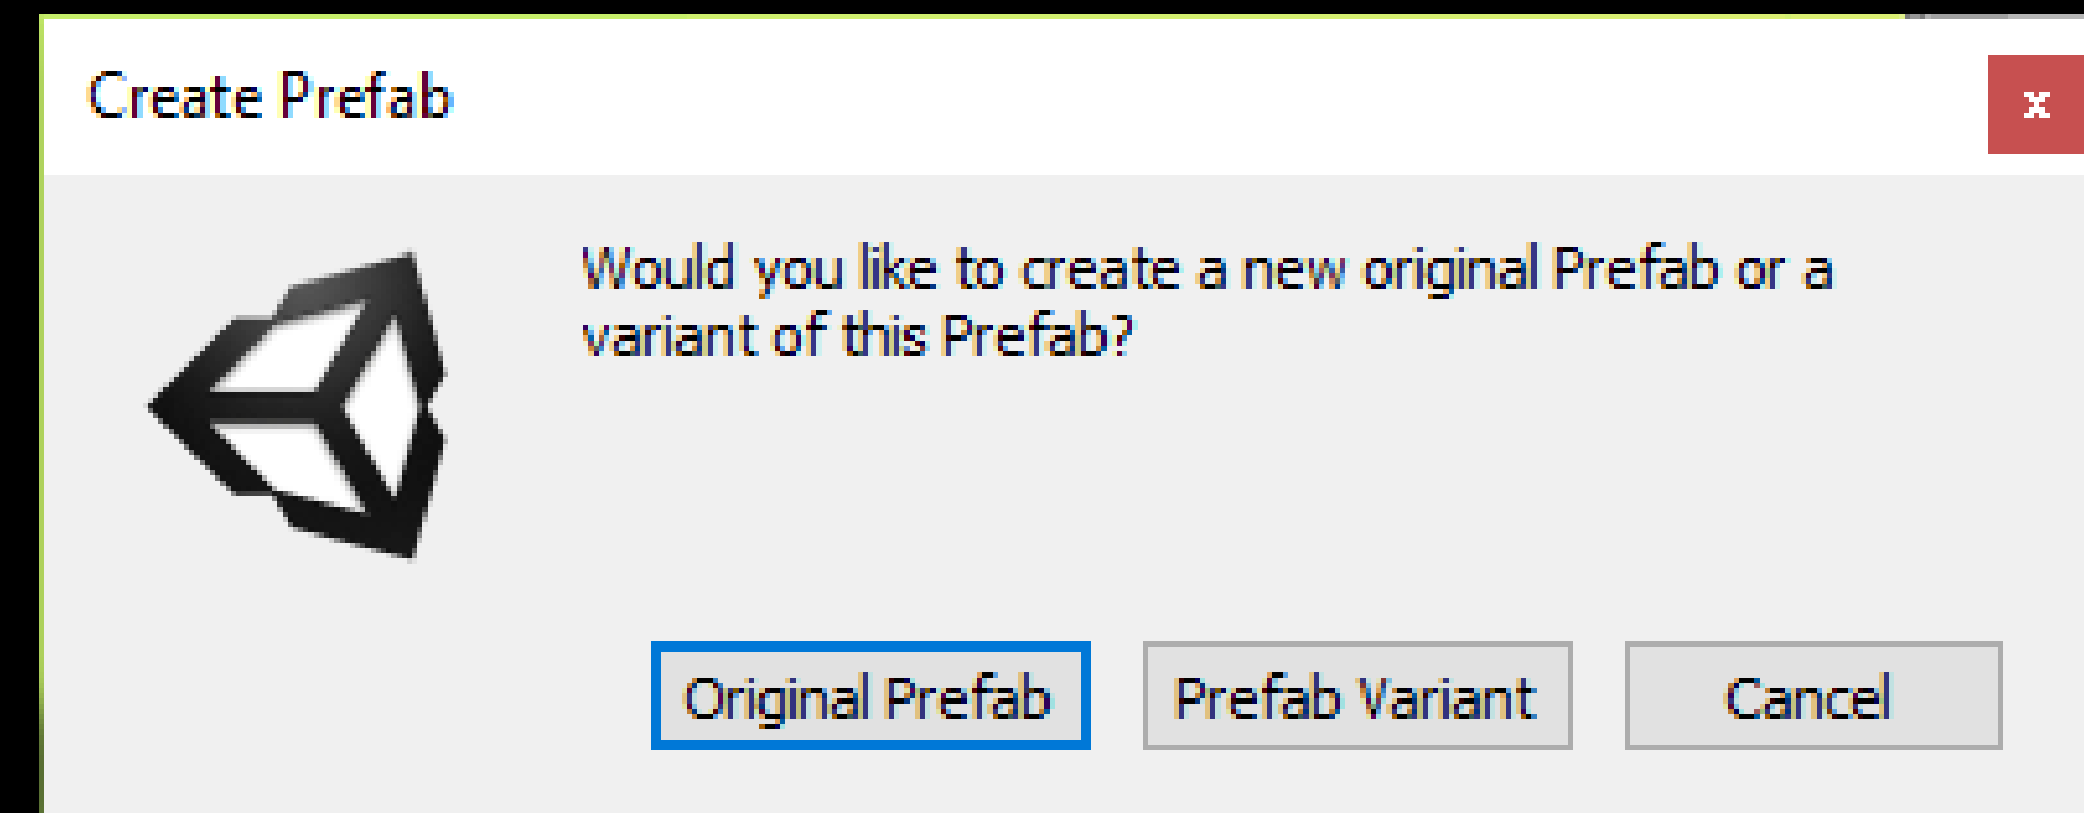 Create Prefab
x
Would you like to create a new original Prefab or a
variant of this Prefab?
Original Prefab
Prefab Variant
Cancel